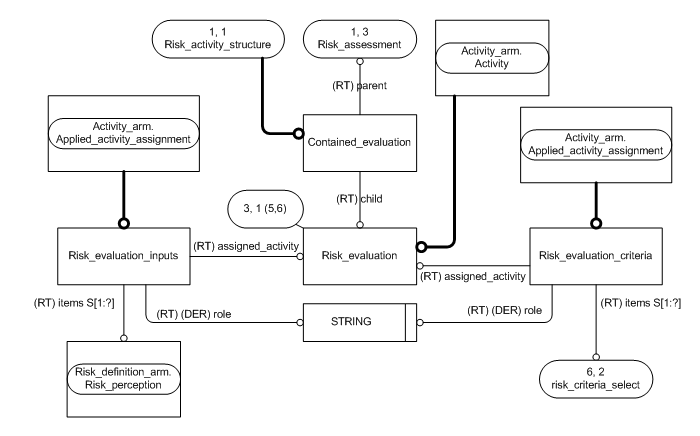 1, 1
Risk_activity_structure
1, 3
Risk_assessment
Activity_arm.
Activity
(RT) parent
Activity_arm.
Applied_activity_assignment
Contained_evaluation
Activity_arm.
Applied_activity_assignment
(RT) child
3, 1 (5,6)
Risk_evaluation_inputs
(RT) assigned_activity
Risk_evaluation
(RT) assigned_activity
Risk_evaluation_criteria
(RT) items S[1:?]
(RT) (DER) role
STRING
(RT) (DER) role
(RT) items S[1:?]
Risk_definition_arm.
Risk_perception
6, 2
risk_criteria_select